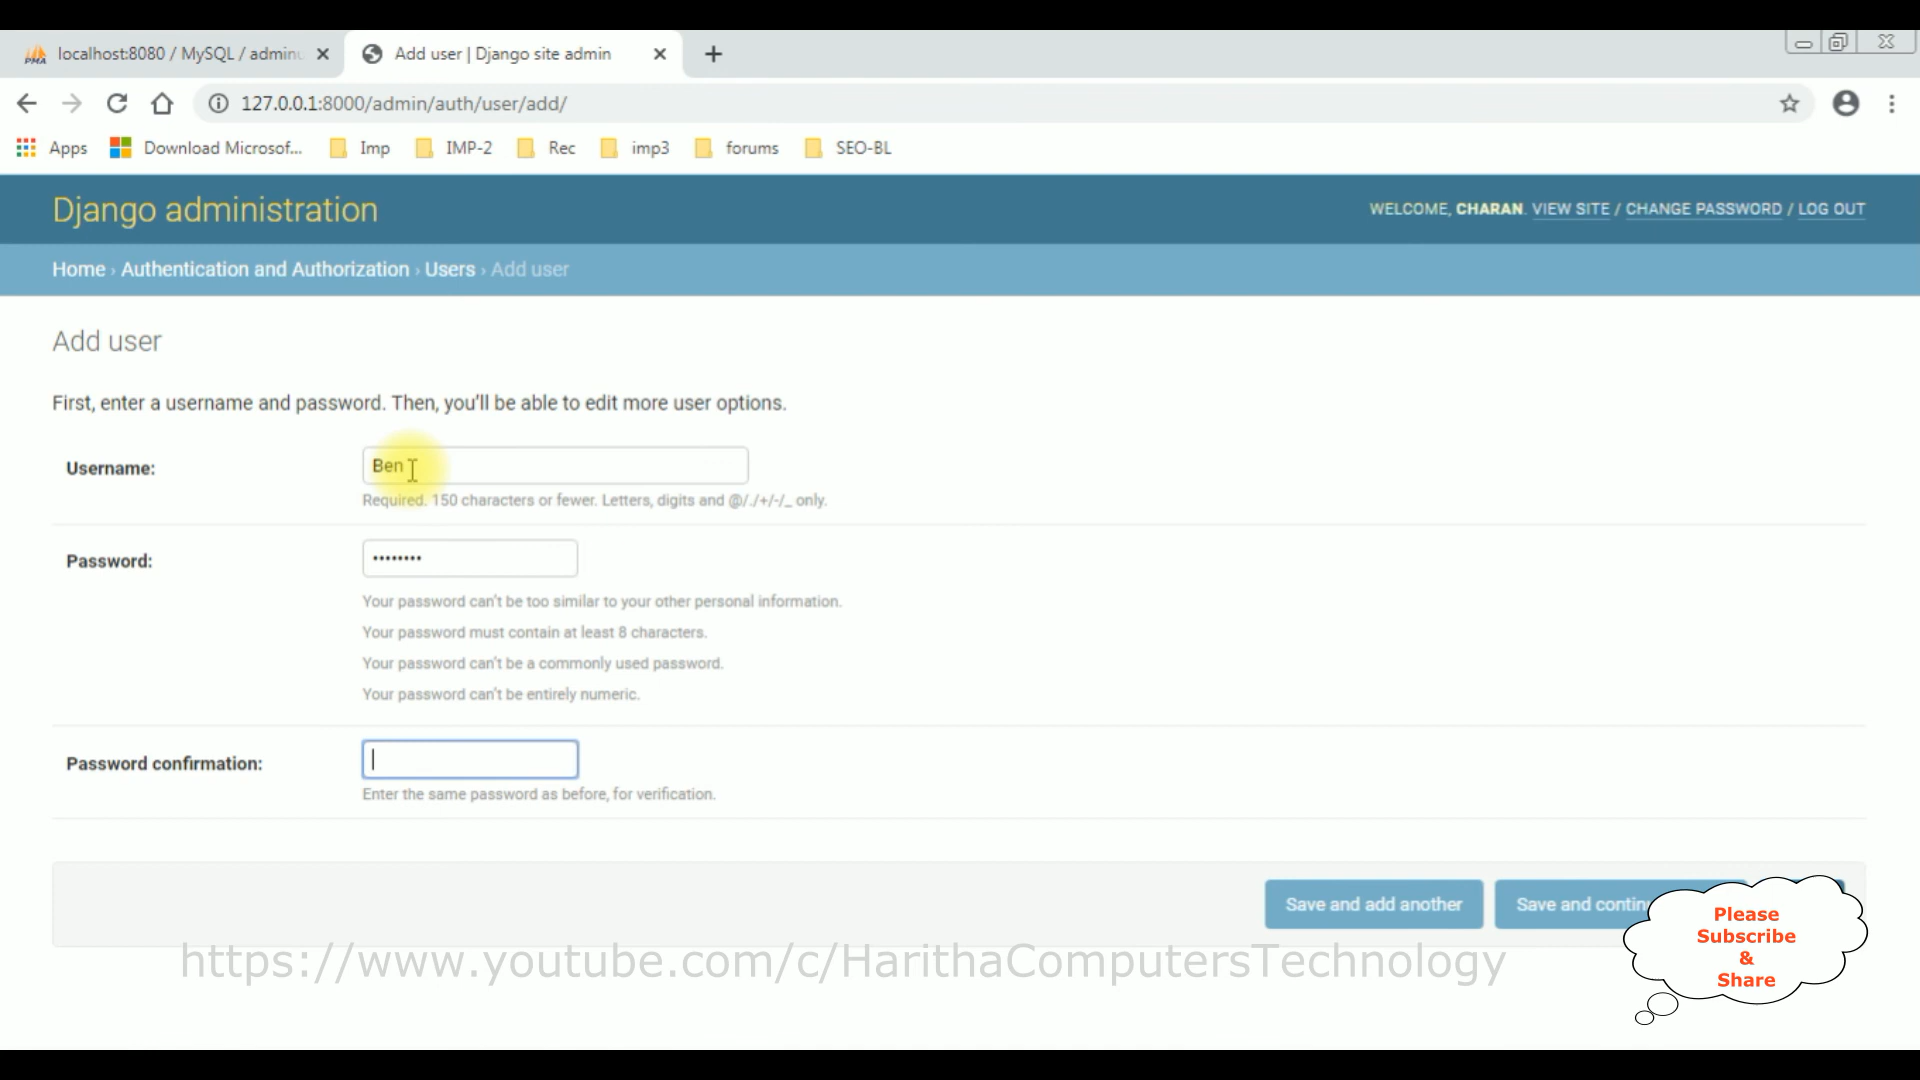 localhost:8080 / MySQL / admin
Add user | Django site admin
127.0.0.1:8000/admin/auth/user/add/
Apps
Download Microsof...
Imp
IMP-2
Rec
imp3
forums
SEO-BL
Django administration
WELCOME, CHARAN. VIEW SITE / CHANGE PASSWORD / LOG OUT
Home › Authentication and Authorization › Users › Add user
Add user
First, enter a username and password. Then, you'll be able to edit more user options.
Username:
Ben
Required. 150 characters or fewer. Letters, digits and @/./+/-/_ only.
Password:
••••••••
Your password can't be too similar to your other personal information.
Your password must contain at least 8 characters.
Your password can't be a commonly used password.
Your password can't be entirely numeric.
Password confirmation:
Enter the same password as before, for verification.
Save and add another
Save and contin
Please
Subscribe
&
Share
https://www.youtube.com/c/HarithaComputersTechnology